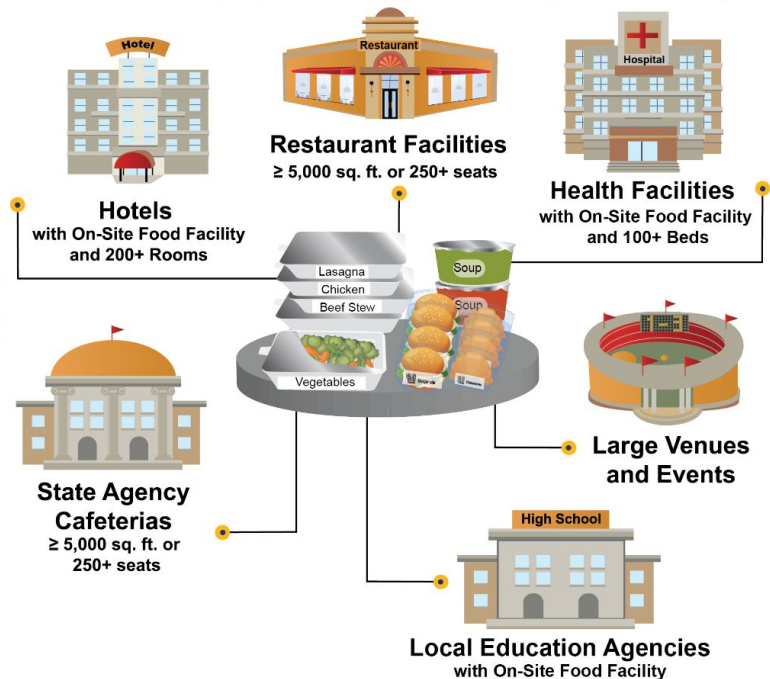 Hotel
Restaurant
Hospital
Restaurant Facilities
≥ 5,000 sq. ft. or 250+ seats
Hotels
with On-Site Food Facility
and 200+ Rooms
Health Facilities
with On-Site Food Facility
and 100+ Beds
Lasagna
Chicken
Beef Stew
Vegetables
Soup
Soup
State Agency
Cafeterias
≥ 5,000 sq. ft. or
250+ seats
Large Venues
and Events
High School
Local Education Agencies
with On-Site Food Facility